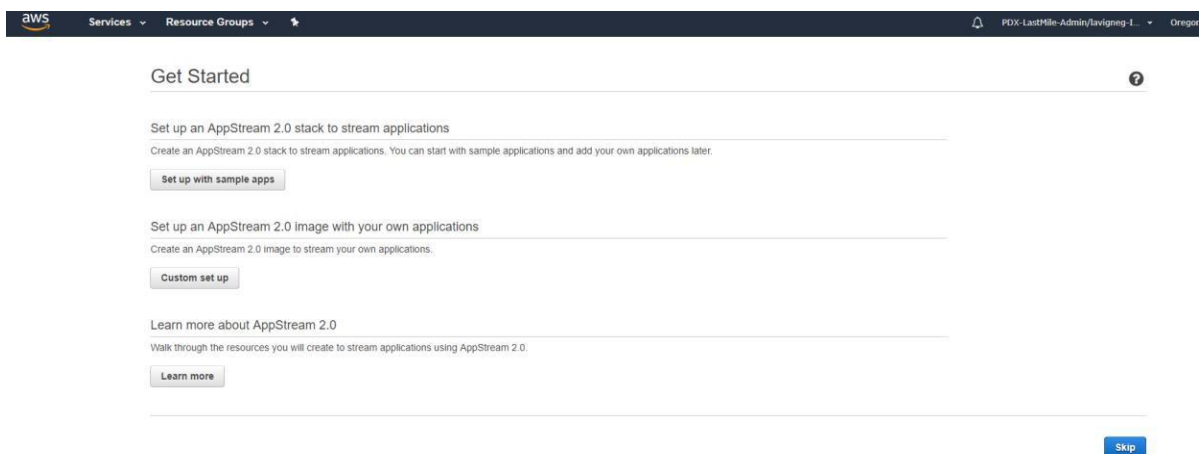 aws Services Resource Groups PDX-LastMile-Admin/lavigneg-I... Oregon
Get Started
Set up an AppStream 2.0 stack to stream applications
Create an AppStream 2.0 stack to stream applications. You can start with sample applications and add your own applications later.
Set up with sample apps
Set up an AppStream 2.0 image with your own applications
Create an AppStream 2.0 image to stream your own applications.
Custom set up
Learn more about AppStream 2.0
Walk through the resources you will create to stream applications using AppStream 2.0.
Learn more
Skip